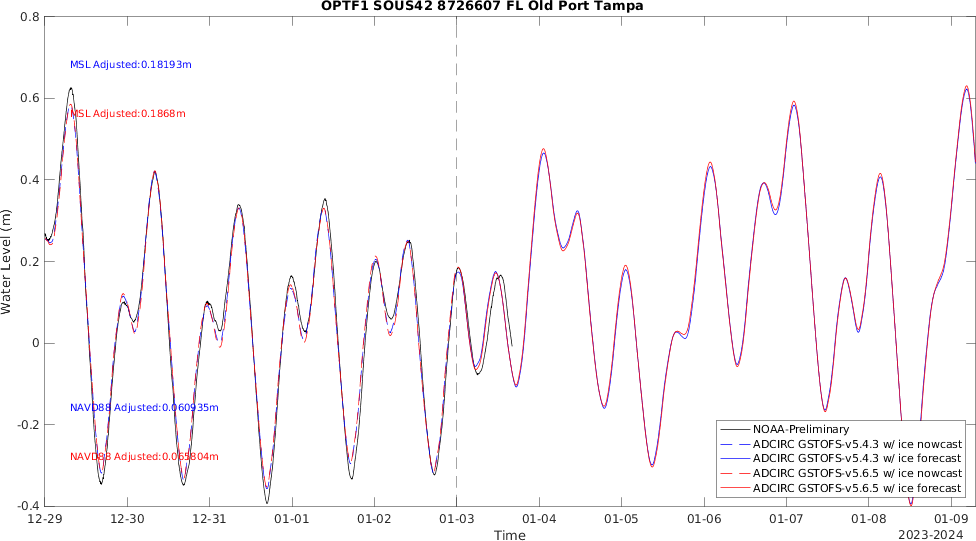 OPTF1 SOUS42 8726607 FL Old Port Tampa
Water Level (m)
0.8
0.6
0.4
0.2
0
-0.2
-0.4
MSL Adjusted:0.18193m
MSL Adjusted:0.1868m
NAVD88 Adjusted:0.060935m
NAVD88 Adjusted:0.065804m
NOAA-Preliminary
ADCIRC GSTOFS-v5.4.3 w/ ice nowcast
ADCIRC GSTOFS-v5.4.3 w/ ice forecast
ADCIRC GSTOFS-v5.6.5 w/ ice nowcast
ADCIRC GSTOFS-v5.6.5 w/ ice forecast
12-29 12-30 12-31 01-01 01-02 01-03 01-04 01-05 01-06 01-07 01-08 01-09
Time
2023-2024